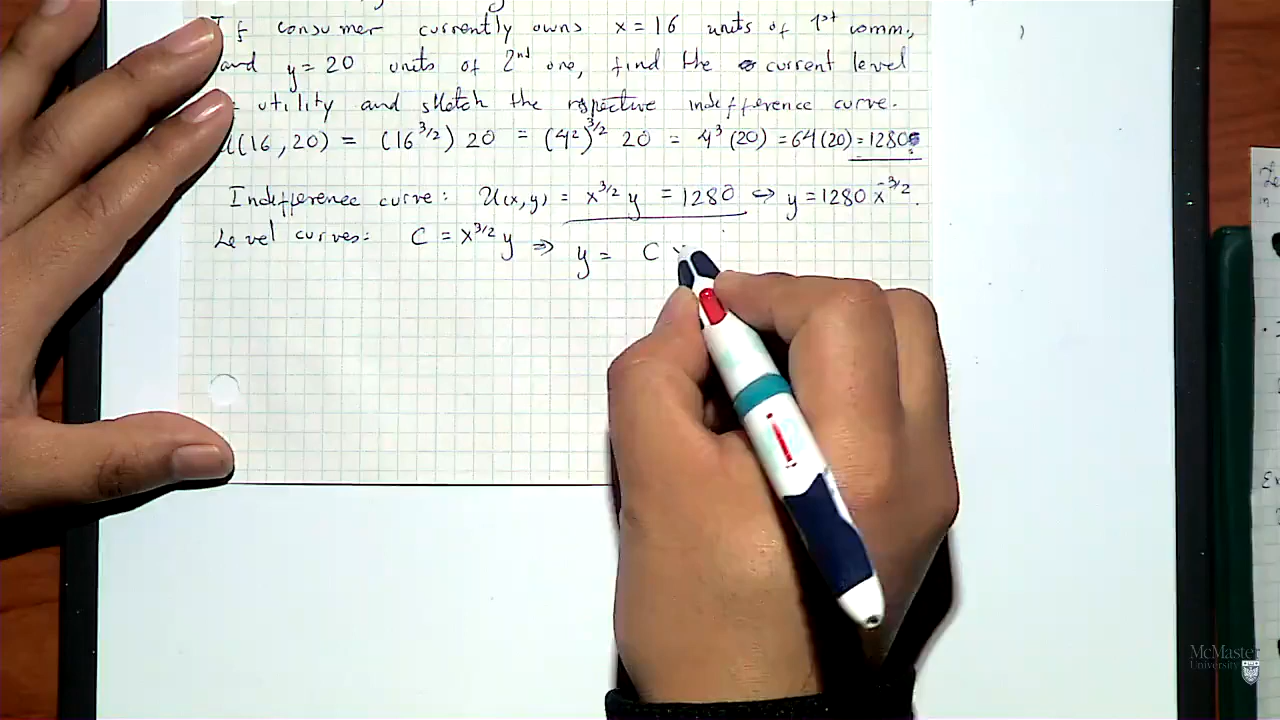 If consumer currently owns x = 16 units of 1st comm.,
and y = 20 units of 2nd one, find the current level
utility and sketch the respective indifference curve.
U(16, 20) = (16^{3/2}) 20 = (4^2)^{3/2} 20 = 4^3 (20) = 64(20) = 1280
Indifference curve: U(x,y) = x^{3/2} y = 1280 ⇔ y = 1280 x^{-3/2}.
Level curves: C = x^{3/2} y ⇒ y = C x
McMaster
University